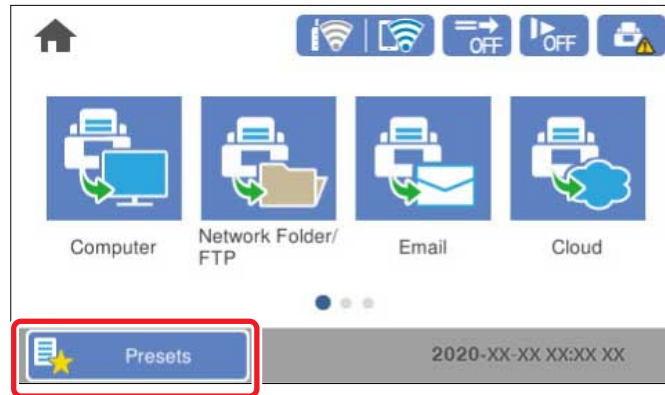 OFF
OFF
Computer
Network Folder/
FTP
Email
Cloud
Presets
2020-XX-XX XX:XX XX